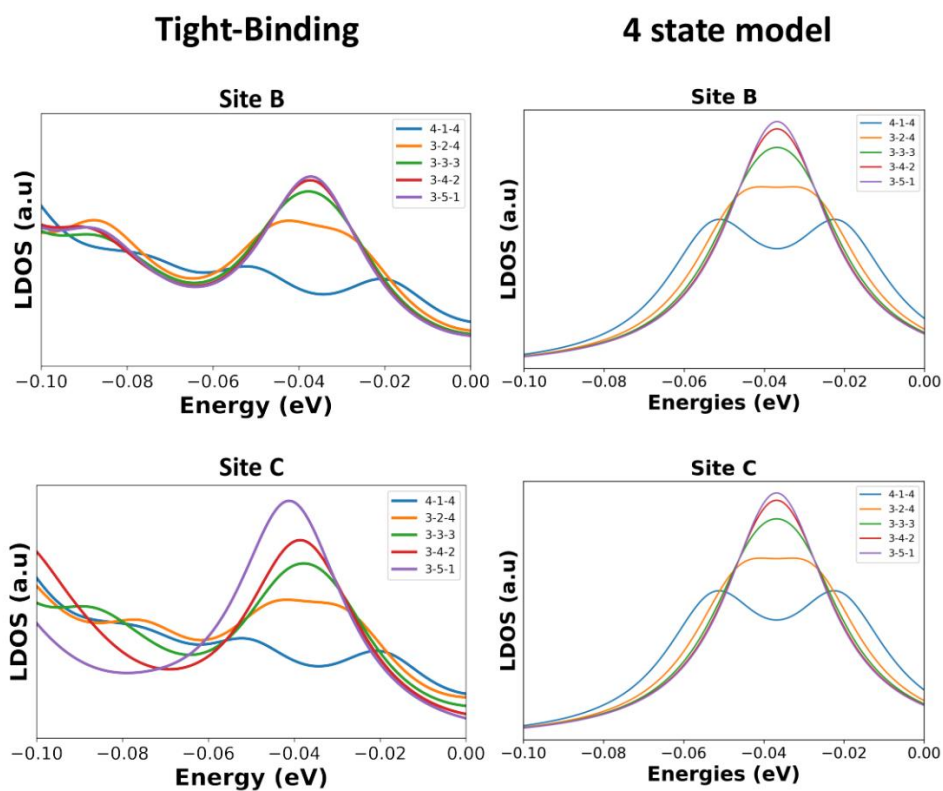 Tight-Binding
4 state model
Site B
LDOS (a.u)
4-1-4
3-2-4
3-3-3
3-4-2
3-5-1
−0.10 −0.08 −0.06 −0.04 −0.02 0.00
Energy (eV)
Site B
LDOS (a.u)
4-1-4
3-2-4
3-3-3
3-4-2
3-5-1
−0.10 −0.08 −0.06 −0.04 −0.02 0.00
Energies (eV)
Site C
LDOS (a.u)
4-1-4
3-2-4
3-3-3
3-4-2
3-5-1
−0.10 −0.08 −0.06 −0.04 −0.02 0.00
Energy (eV)
Site C
LDOS (a.u)
4-1-4
3-2-4
3-3-3
3-4-2
3-5-1
−0.10 −0.08 −0.06 −0.04 −0.02 0.00
Energies (eV)